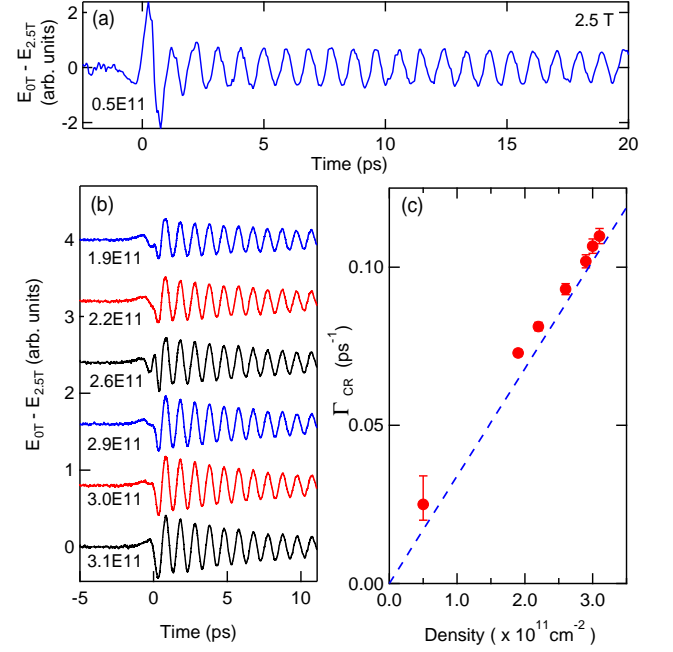 (a)
2.5 T
E0T - E2.5T
(arb. units)
2
0
-2
0.5E11
0
5
10
15
20
Time (ps)
(b)
E0T - E2.5T (arb. units)
4
3
2
1
0
1.9E11
2.2E11
2.6E11
2.9E11
3.0E11
3.1E11
-5
0
5
10
Time (ps)
(c)
ΓCR (ps-1)
0.10
0.05
0.00
0.0
1.0
2.0
3.0
Density ( x 10^11 cm^-2)